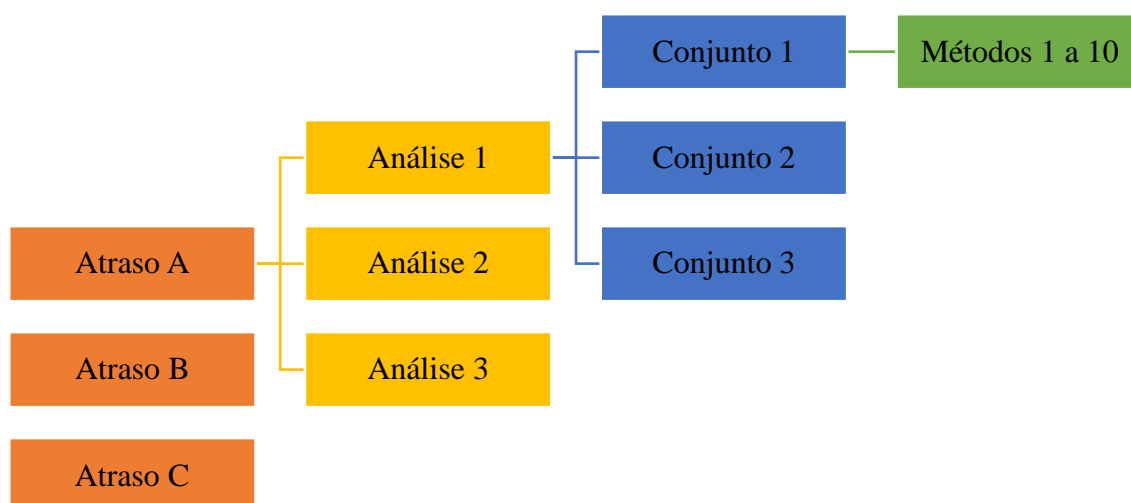 Conjunto 1
Métodos 1 a 10
Análise 1
Conjunto 2
Atraso A
Análise 2
Conjunto 3
Atraso B
Análise 3
Atraso C